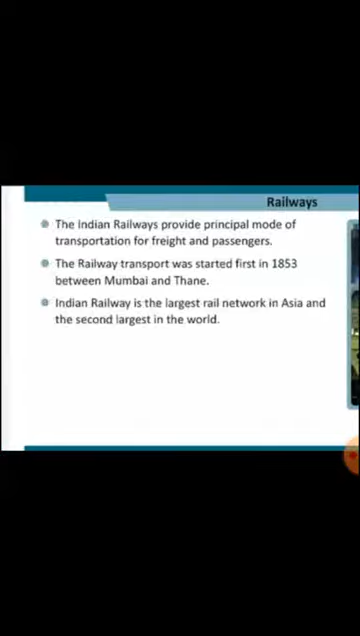 Railways
The Indian Railways provide principal mode of
transportation for freight and passengers.
The Railway transport was started first in 1853
between Mumbai and Thane.
Indian Railway is the largest rail network in Asia and
the second largest in the world.